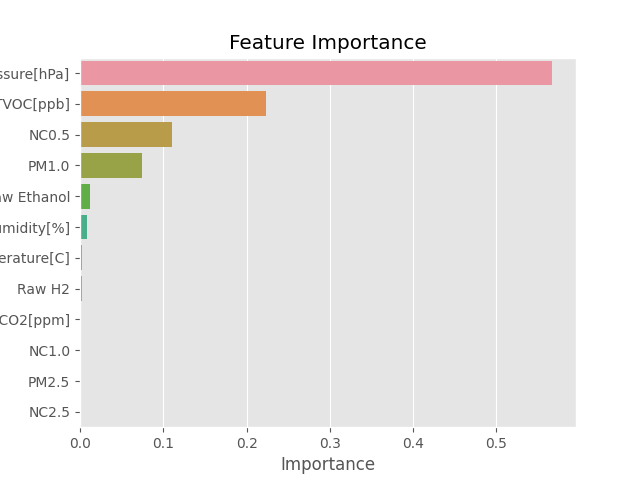 Feature Importance
ssure[hPa]
TVOC[ppb]
NC0.5
PM1.0
aw Ethanol
umidity[%]
erature[C]
Raw H2
CO2[ppm]
NC1.0
PM2.5
NC2.5
0.0 0.1 0.2 0.3 0.4 0.5
Importance